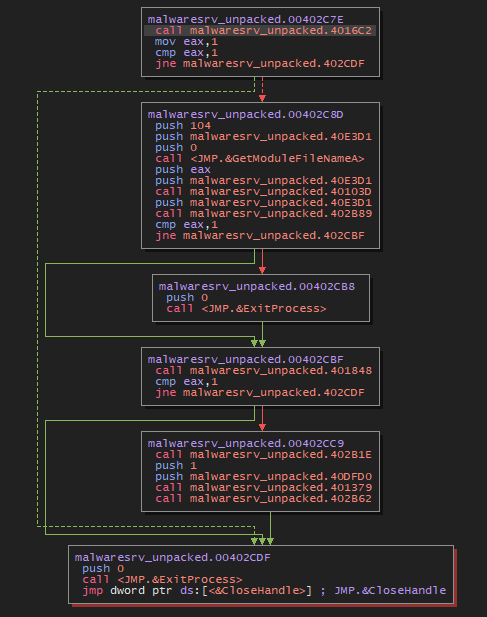 malwaresrv_unpacked.00402C7E
call malwaresrv_unpacked.4016C2
mov eax,1
cmp eax,1
jne malwaresrv_unpacked.402CDF
malwaresrv_unpacked.00402C8D
push 104
push malwaresrv_unpacked.40E3D1
push 0
call <JMP.&GetModuleFileNameA>
push eax
push malwaresrv_unpacked.40E3D1
call malwaresrv_unpacked.40103D
push malwaresrv_unpacked.40E3D1
call malwaresrv_unpacked.402B89
cmp eax,1
jne malwaresrv_unpacked.402CBF
malwaresrv_unpacked.00402CB8
push 0
call <JMP.&ExitProcess>
malwaresrv_unpacked.00402CBF
call malwaresrv_unpacked.401848
cmp eax,1
jne malwaresrv_unpacked.402CDF
malwaresrv_unpacked.00402CC9
call malwaresrv_unpacked.402B1E
push 1
push malwaresrv_unpacked.40DFD0
call malwaresrv_unpacked.401379
call malwaresrv_unpacked.402B62
malwaresrv_unpacked.00402CDF
push 0
call <JMP.&ExitProcess>
jmp dword ptr ds:[<&CloseHandle>] ; JMP.&CloseHandle